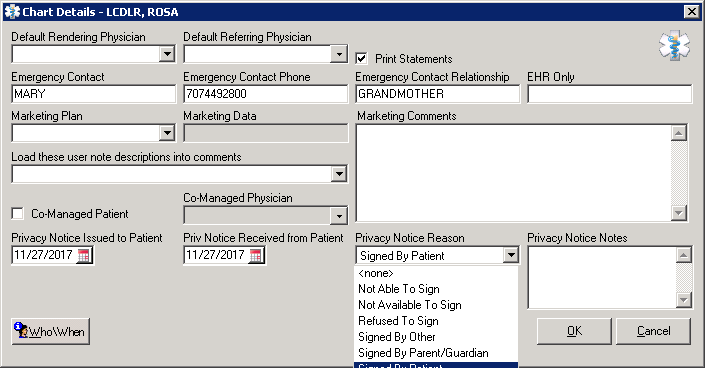 Chart Details - LCDLR, ROSA
Default Rendering Physician
Default Referring Physician
Print Statements
Emergency Contact
Emergency Contact Phone
Emergency Contact Relationship
EHR Only
MARY
7074492800
GRANDMOTHER
Marketing Plan
Marketing Data
Marketing Comments
Load these user note descriptions into comments
Co-Managed Physician
Co-Managed Patient
Privacy Notice Issued to Patient
Priv Notice Received from Patient
Privacy Notice Reason
Privacy Notice Notes
11/27/2017
11/27/2017
Signed By Patient
<none>
Not Able To Sign
Not Available To Sign
Refused To Sign
Signed By Other
Signed By Parent/Guardian
Signed By Patient
Who\When
OK
Cancel